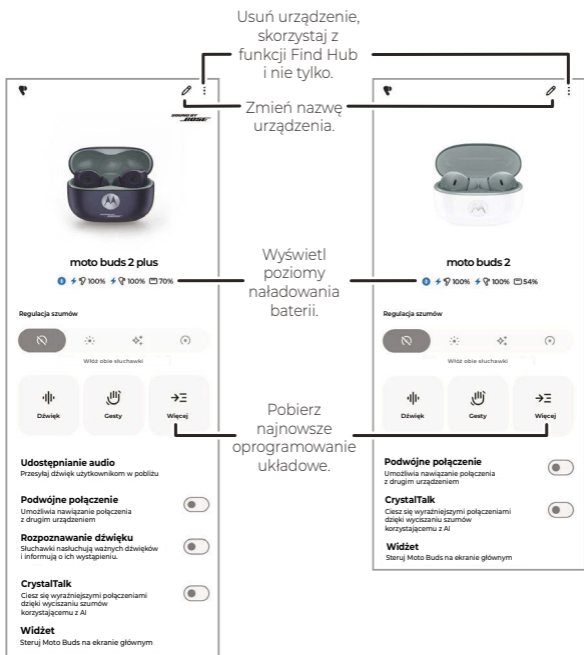 Usuń urządzenie,
skorzystaj z
funkcji Find Hub
i nie tylko.
Zmień nazwę
urządzenia.
SOUND BY
BOSE
moto buds 2 plus
100% 100% 70%
Regulacja szumów
Włóż obie słuchawki
Dźwięk
Gesty
Więcej
Udostępnianie audio
Przesyłaj dźwięk użytkownikom w pobliżu
Podwójne połączenie
Umożliwia nawiązanie połączenia
z drugim urządzeniem
Rozpoznawanie dźwięku
Słuchawki nasłuchują ważnych dźwięków
i informują o ich wystąpieniu.
CrystalTalk
Ciesz się wyraźniejszymi połączeniami
dzięki wyciszaniu szumów
korzystającemu z AI
Widżet
Steruj Moto Buds na ekranie głównym
Wyświetl
poziomy
naładowania
baterii.
Pobierz
najnowsze
oprogramowanie
układowe.
moto buds 2
100% 100% 54%
Regulacja szumów
Włóż obie słuchawki
Dźwięk
Gesty
Więcej
Podwójne połączenie
Umożliwia nawiązanie połączenia
z drugim urządzeniem
CrystalTalk
Ciesz się wyraźniejszymi połączeniami
dzięki wyciszaniu szumów
korzystającemu z AI
Widżet
Steruj Moto Buds na ekranie głównym